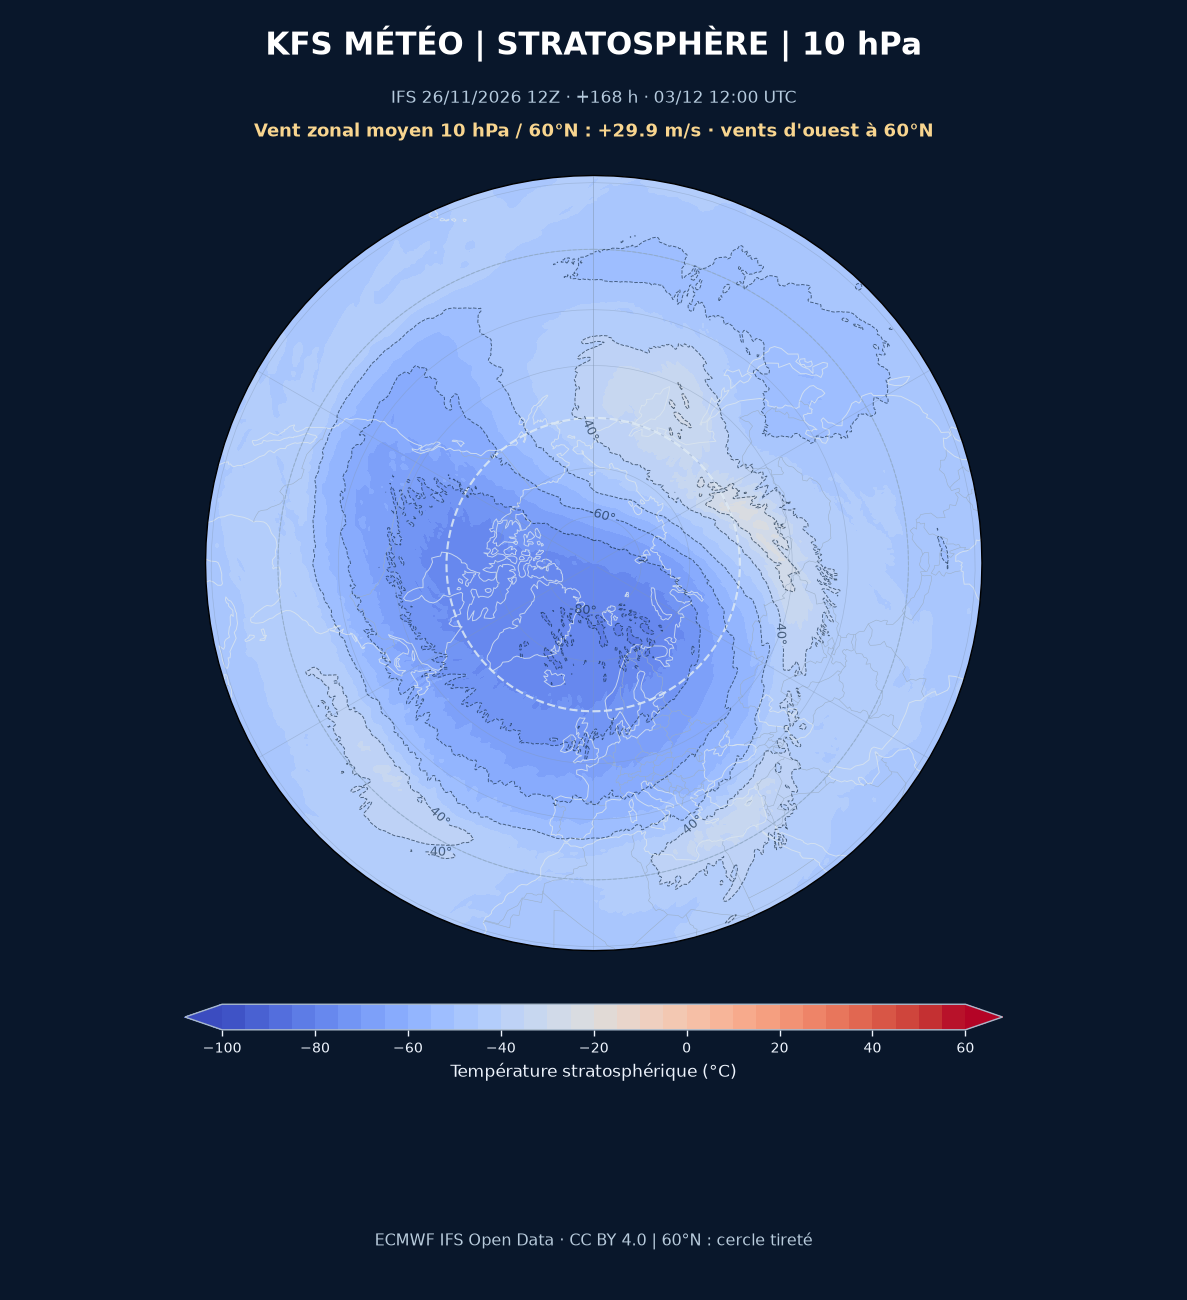 KFS MÉTÉO | STRATOSPHÈRE | 10 hPa
IFS 26/11/2026 12Z · +168 h · 03/12 12:00 UTC
Vent zonal moyen 10 hPa / 60°N : +29.9 m/s · vents d'ouest à 60°N
40°
-60°
80°
40°
40°
40°
-40°
−100 −80 −60 −40 −20 0 20 40 60
Température stratosphérique (°C)
ECMWF IFS Open Data · CC BY 4.0 | 60°N : cercle tireté